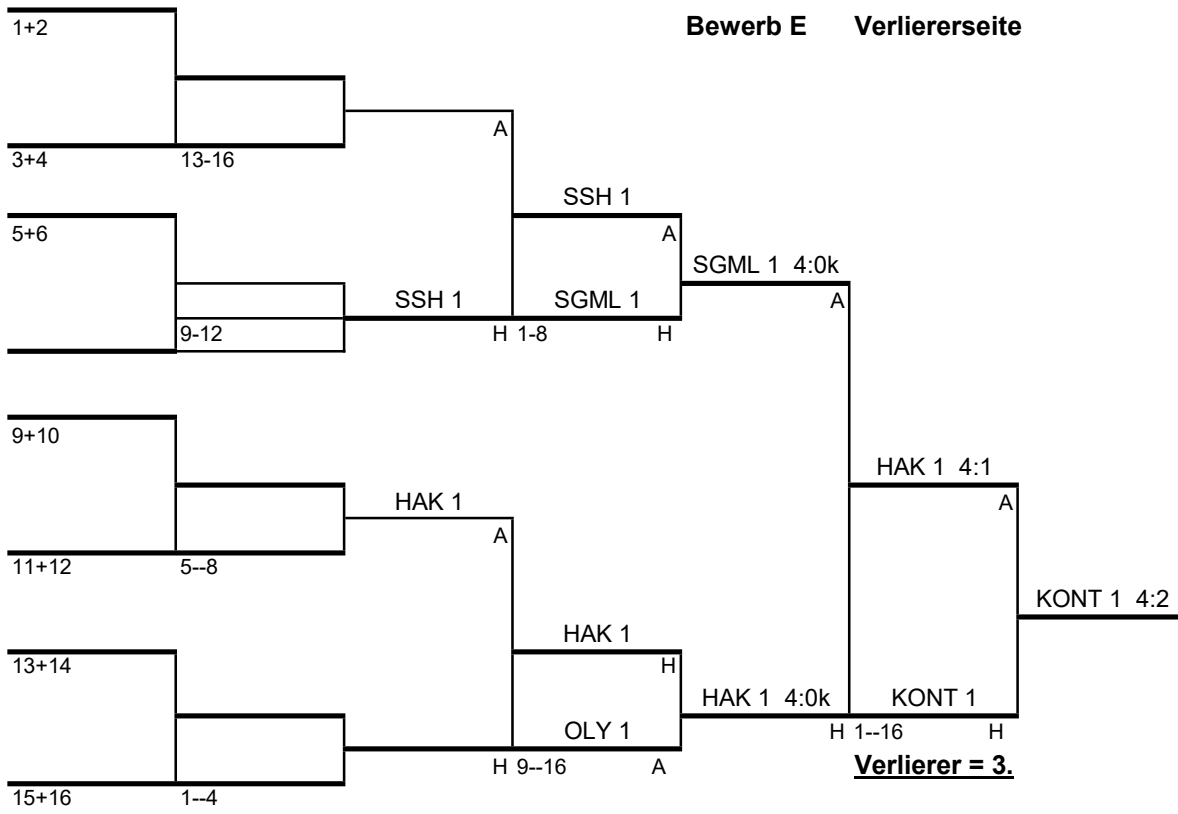 Bewerb E Verliererseite
1+2
A
3+4 13-16
SSH 1
5+6 A
SGML 1 4:0k
SSH 1 SGML 1 A
9-12 H 1-8 H
9+10
HAK 1 4:1
HAK 1 A
A
11+12 5--8
KONT 1 4:2
HAK 1
13+14 H
HAK 1 4:0k KONT 1
OLY 1 H 1--16 H
H 9--16 A Verlierer = 3.
15+16 1--4